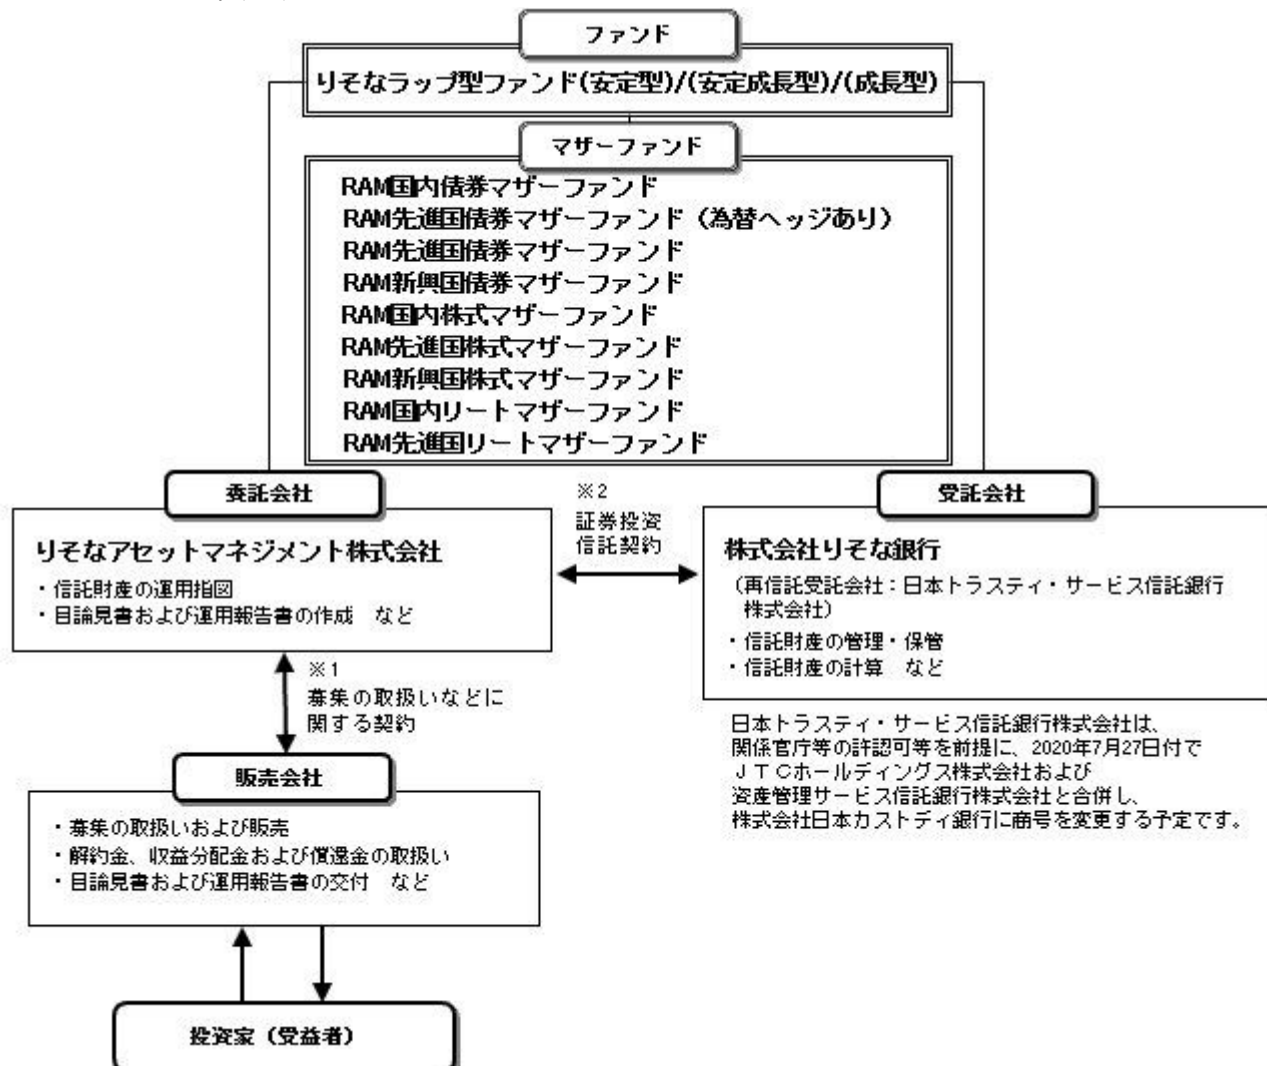 ファンド
りそなラップ型ファンド(安定型)/(安定成長型)/(成長型)
マザーファンド
RAM国内債券マザーファンド
RAM先進国債券マザーファンド（為替ヘッジあり）
RAM先進国債券マザーファンド
RAM新興国債券マザーファンド
RAM国内株式マザーファンド
RAM先進国株式マザーファンド
RAM新興国株式マザーファンド
RAM国内リートマザーファンド
RAM先進国リートマザーファンド
委託会社
りそなアセットマネジメント株式会社
・信託財産の運用指図
・目論見書および運用報告書の作成　など
※2
証券投資
信託契約
受託会社
株式会社りそな銀行
（再信託受託会社：日本トラスティ・サービス信託銀行
株式会社）
・信託財産の管理・保管
・信託財産の計算　など
※1
募集の取扱いなどに
関する契約
日本トラスティ・サービス信託銀行株式会社は、
関係官庁等の許認可等を前提に、2020年7月27日付で
ＪＴＣホールディングス株式会社および
資産管理サービス信託銀行株式会社と合併し、
株式会社日本カストディ銀行に商号を変更する予定です。
販売会社
・募集の取扱いおよび販売
・解約金、収益分配金および償還金の取扱い
・目論見書および運用報告書の交付　など
投資家（受益者）